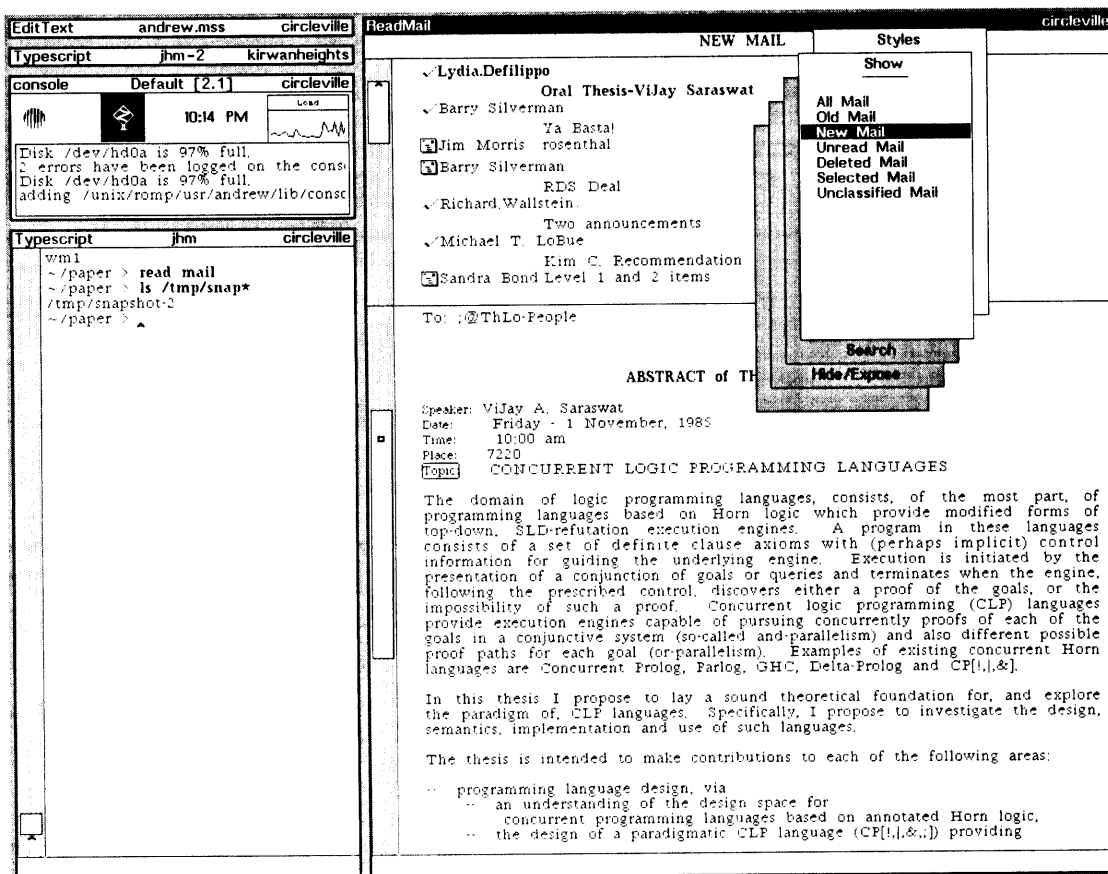 EditText andrew.mss circleville
Typescript jhm-2 kirwanheights
console Default [2.1] circleville
10:14 PM
Load
Disk /dev/hd0a is 97% full.
2 errors have been logged on the conso
Disk /dev/hd0a is 97% full.
adding /unix/romp/usr/andrew/lib/conso
Typescript jhm circleville
wm1
~/paper > read mail
~/paper > ls /tmp/snap*
/tmp/snapshot-2
~/paper >
ReadMail circleville
NEW MAIL
Lydia.Defilippo
Oral Thesis-ViJay Saraswat
Barry Silverman
Ya Basta!
Jim Morris rosenthal
Barry Silverman
RDS Deal
Richard.Wallstein.
Two announcements
Michael T. LoBue
Kim C. Recommendation
Sandra Bond Level 1 and 2 items
Styles
Show
All Mail
Old Mail
New Mail
Unread Mail
Deleted Mail
Selected Mail
Unclassified Mail
Search
Hide/Expose
To: ;@ThLo-People
ABSTRACT of TH
Speaker: ViJay A. Saraswat
Date: Friday - 1 November, 1985
Time: 10:00 am
Place: 7220
Topic: CONCURRENT LOGIC PROGRAMMING LANGUAGES
The domain of logic programming languages, consists, of the most part, of
programming languages based on Horn logic which provide modified forms of
top-down, SLD-refutation execution engines. A program in these languages
consists of a set of definite clause axioms with (perhaps implicit) control
information for guiding the underlying engine. Execution is initiated by the
presentation of a conjunction of goals or queries and terminates when the engine,
following the prescribed control, discovers either a proof of the goals, or the
impossibility of such a proof. Concurrent logic programming (CLP) languages
provide execution engines capable of pursuing concurrently proofs of each of the
goals in a conjunctive system (so-called and-parallelism) and also different possible
proof paths for each goal (or-parallelism). Examples of existing concurrent Horn
languages are Concurrent Prolog, Parlog, GHC, Delta-Prolog and CP[!,|,&].
In this thesis I propose to lay a sound theoretical foundation for, and explore
the paradigm of, CLP languages. Specifically, I propose to investigate the design,
semantics, implementation and use of such languages.
The thesis is intended to make contributions to each of the following areas:
-- programming language design, via
-- an understanding of the design space for
concurrent programming languages based on annotated Horn logic,
-- the design of a paradigmatic CLP language (CP[!,|,&,;]) providing